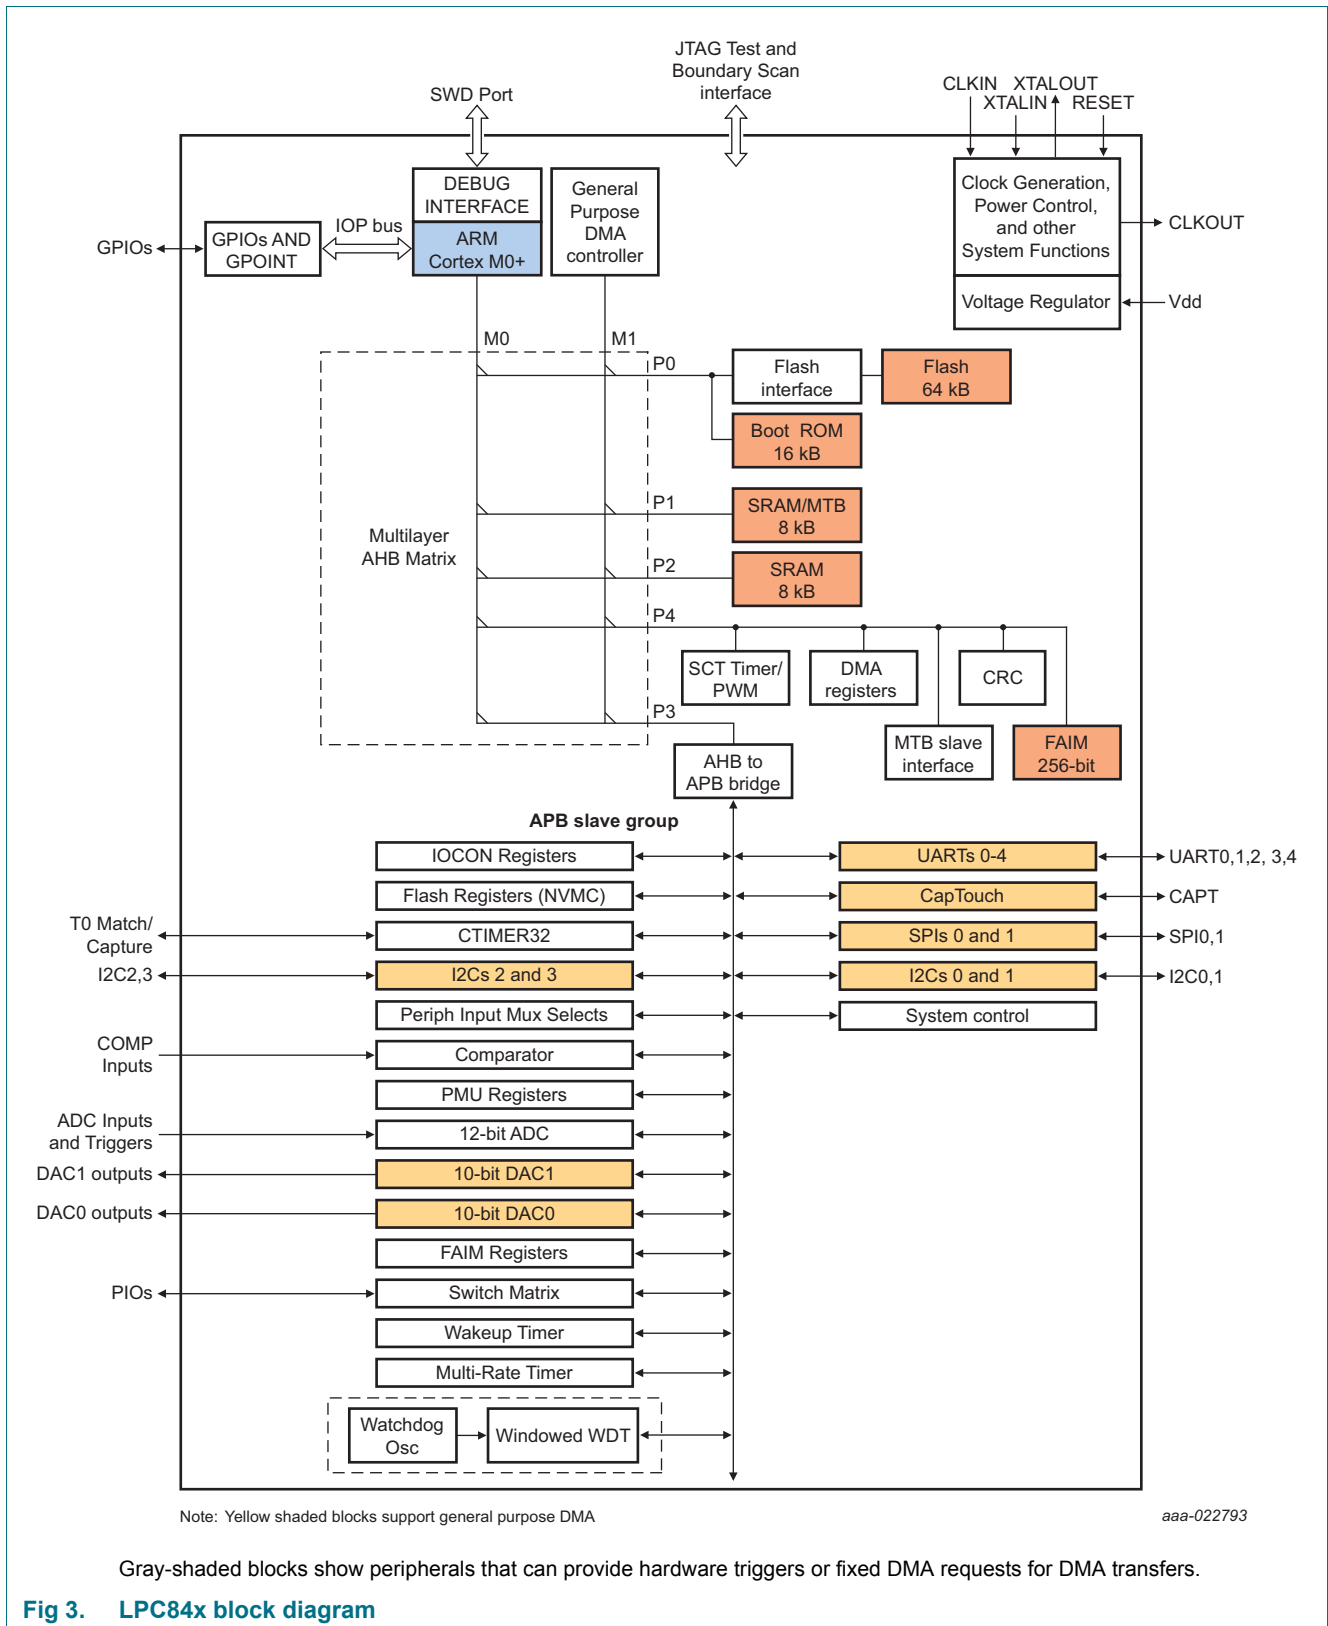 JTAG Test and
Boundary Scan
interface
SWD Port
CLKIN XTALOUT
XTALIN RESET
DEBUG
INTERFACE
General
Purpose
DMA
controller
Clock Generation,
Power Control,
and other
System Functions
CLKOUT
GPIOs
GPIOs AND
GPOINT
IOP bus
ARM
Cortex M0+
Voltage Regulator
Vdd
M0
M1
P0
Flash
interface
Flash
64 kB
Boot ROM
16 kB
P1
SRAM/MTB
8 kB
Multilayer
AHB Matrix
P2
SRAM
8 kB
P4
SCT Timer/
PWM
DMA
registers
CRC
P3
MTB slave
interface
FAIM
256-bit
AHB to
APB bridge
APB slave group
IOCON Registers
UARTs 0-4
UART0,1,2, 3,4
Flash Registers (NVMC)
CapTouch
CAPT
T0 Match/
Capture
CTIMER32
SPIs 0 and 1
SPI0,1
I2C2,3
I2Cs 2 and 3
I2Cs 0 and 1
I2C0,1
Periph Input Mux Selects
System control
COMP
Inputs
Comparator
PMU Registers
ADC Inputs
and Triggers
12-bit ADC
DAC1 outputs
10-bit DAC1
DAC0 outputs
10-bit DAC0
FAIM Registers
PIOs
Switch Matrix
Wakeup Timer
Multi-Rate Timer
Watchdog
Osc
Windowed WDT
Note: Yellow shaded blocks support general purpose DMA
aaa-022793
Gray-shaded blocks show peripherals that can provide hardware triggers or fixed DMA requests for DMA transfers.
Fig 3. LPC84x block diagram